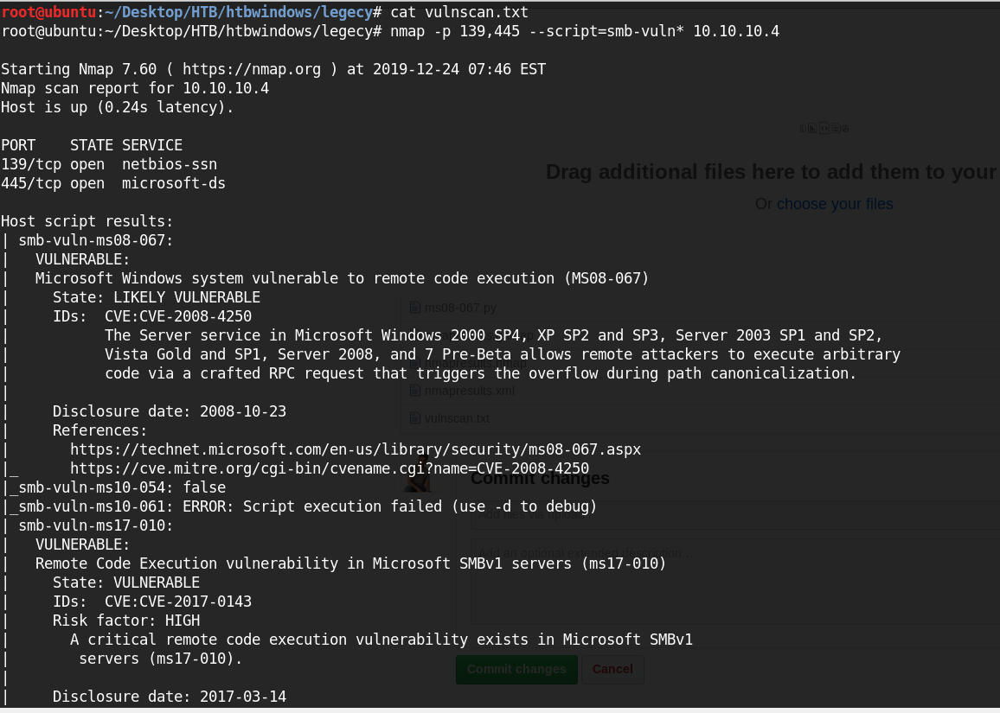 root@ubuntu:~/Desktop/HTB/htbwindows/legecy# cat vulnscan.txt
root@ubuntu:~/Desktop/HTB/htbwindows/legecy# nmap -p 139,445 --script=smb-vuln* 10.10.10.4
Starting Nmap 7.60 ( https://nmap.org ) at 2019-12-24 07:46 EST
Nmap scan report for 10.10.10.4
Host is up (0.24s latency).
PORT    STATE SERVICE
139/tcp open  netbios-ssn
445/tcp open  microsoft-ds
Drag additional files here to add them to your
Or choose your files
Host script results:
| smb-vuln-ms08-067:
|   VULNERABLE:
|   Microsoft Windows system vulnerable to remote code execution (MS08-067)
|     State: LIKELY VULNERABLE
ms08-067.py
|     IDs:  CVE:CVE-2008-4250
|           The Server service in Microsoft Windows 2000 SP4, XP SP2 and SP3, Server 2003 SP1 and SP2,
|           Vista Gold and SP1, Server 2008, and 7 Pre-Beta allows remote attackers to execute arbitrary
|           code via a crafted RPC request that triggers the overflow during path canonicalization.
|
nmapresults.xml
|     Disclosure date: 2008-10-23
vulnscan.txt
|     References:
|       https://technet.microsoft.com/en-us/library/security/ms08-067.aspx
|_      https://cve.mitre.org/cgi-bin/cvename.cgi?name=CVE-2008-4250
Commit changes
|_smb-vuln-ms10-054: false
|_smb-vuln-ms10-061: ERROR: Script execution failed (use -d to debug)
Add files via upload
| smb-vuln-ms17-010:
|   VULNERABLE:
Add an optional extended description…
|   Remote Code Execution vulnerability in Microsoft SMBv1 servers (ms17-010)
|     State: VULNERABLE
|     IDs:  CVE:CVE-2017-0143
|     Risk factor: HIGH
|       A critical remote code execution vulnerability exists in Microsoft SMBv1
|        servers (ms17-010).
Commit changes
Cancel
|
|     Disclosure date: 2017-03-14